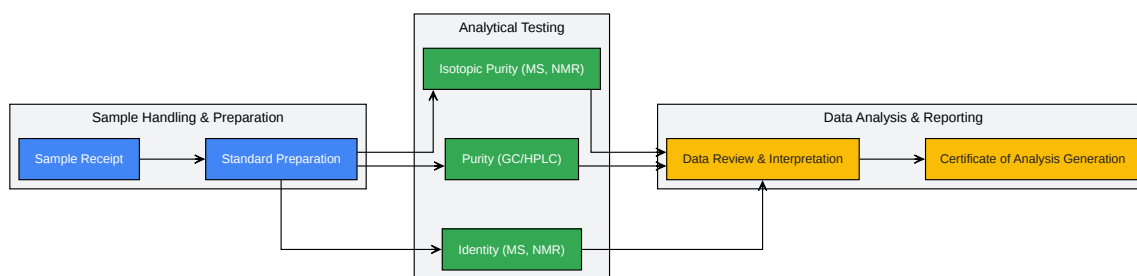 Analytical Testing
Isotopic Purity (MS, NMR)
Sample Handling & Preparation
Data Analysis & Reporting
Sample Receipt
Standard Preparation
Purity (GC/HPLC)
Data Review & Interpretation
Certificate of Analysis Generation
Identity (MS, NMR)